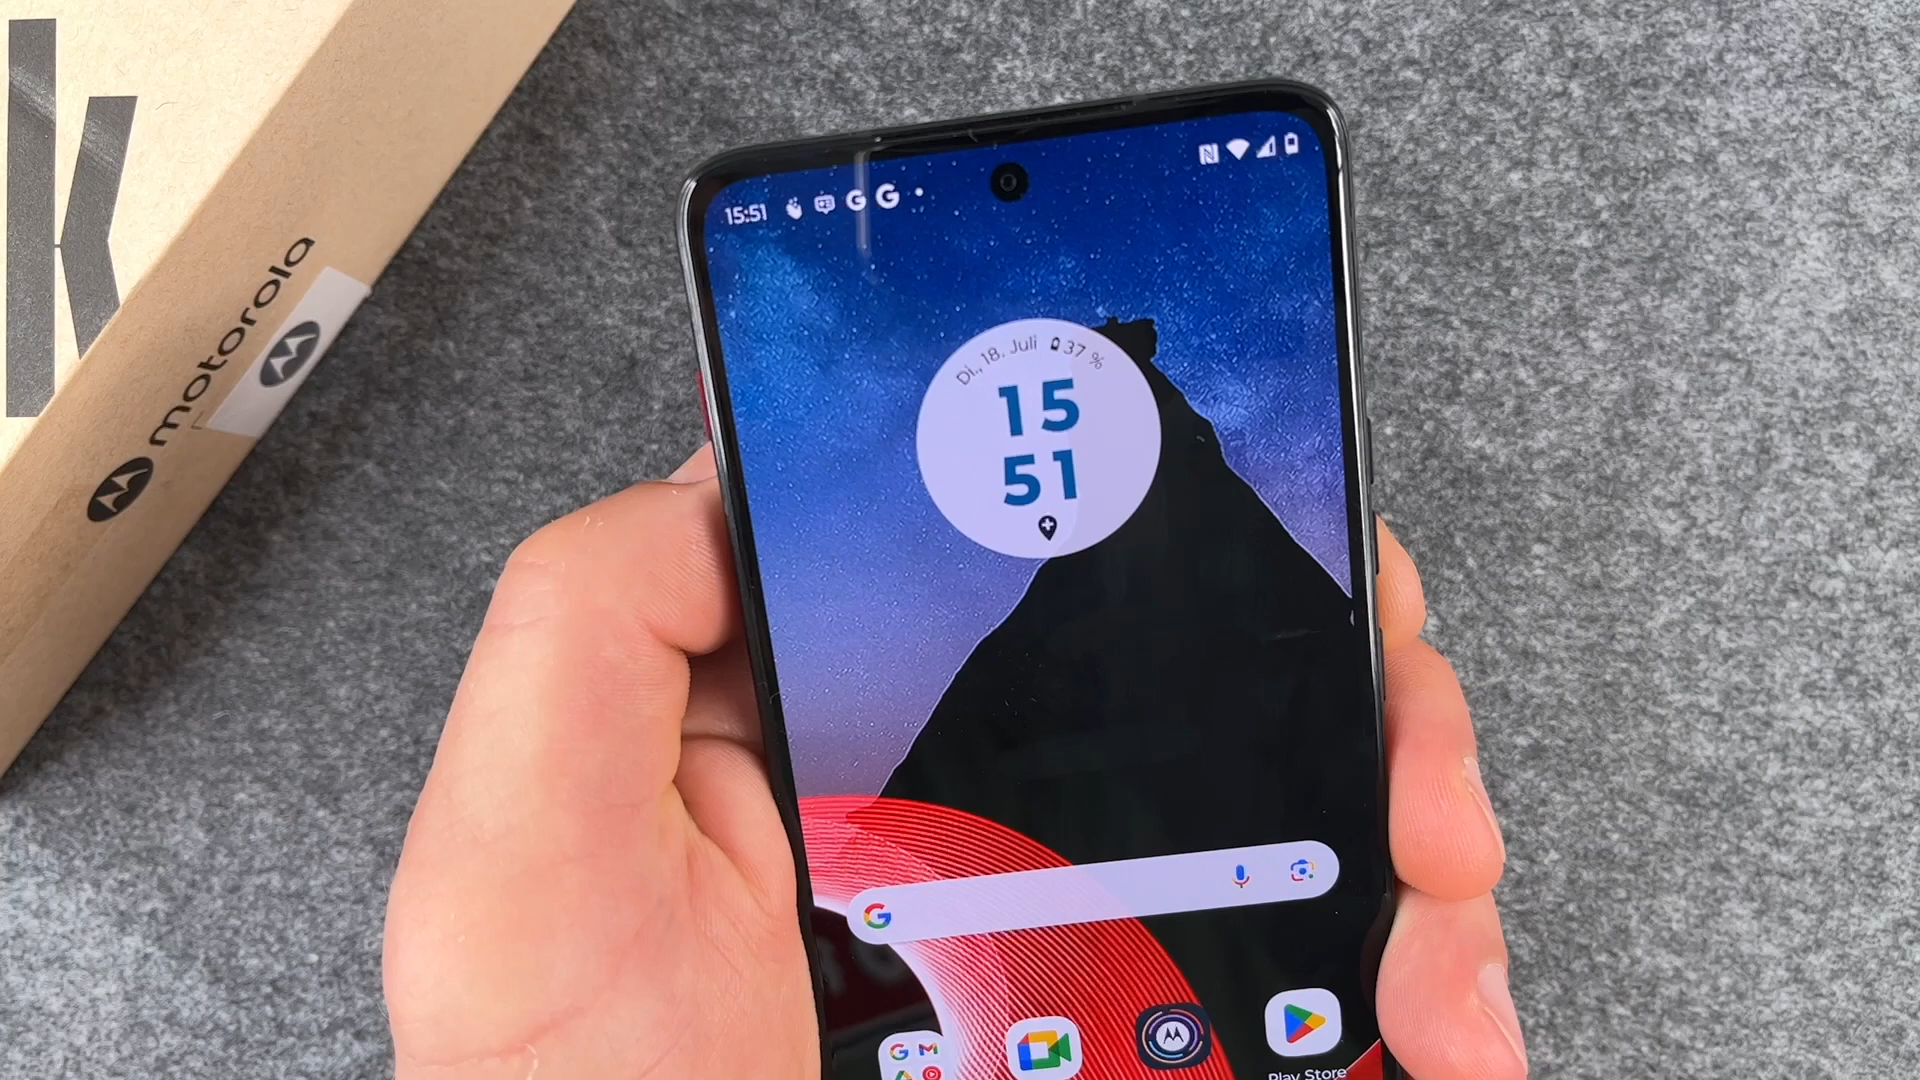 k
motorola
15:51
Di., 18. Juli 37 %
15
51
Play Store